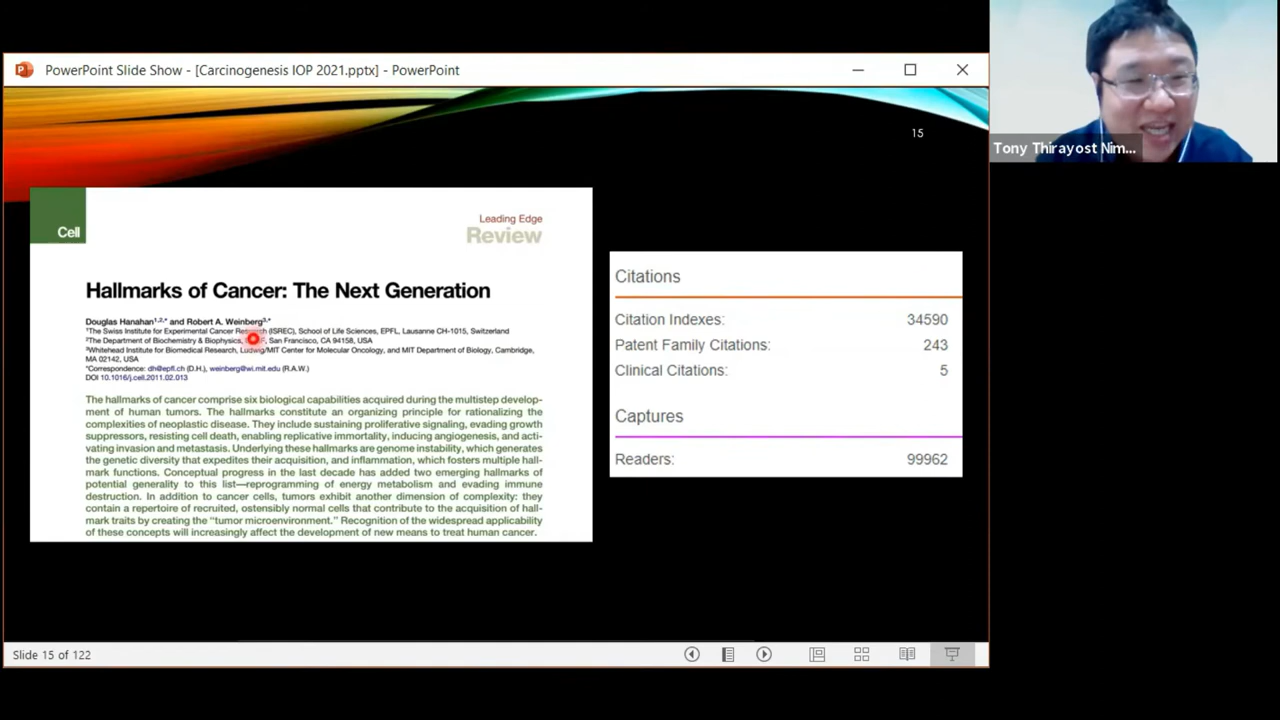 PowerPoint Slide Show - [Carcinogenesis IOP 2021.pptx] - PowerPoint
15
Tony Thirayost Nim...
Cell
Leading Edge
Review
Hallmarks of Cancer: The Next Generation
Douglas Hanahan1,2,* and Robert A. Weinberg3,*
1The Swiss Institute for Experimental Cancer Research (ISREC), School of Life Sciences, EPFL, Lausanne CH-1015, Switzerland
2The Department of Biochemistry & Biophysics, San Francisco, CA 94158, USA
3Whitehead Institute for Biomedical Research, Ludwig/MIT Center for Molecular Oncology, and MIT Department of Biology, Cambridge,
MA 02142, USA
*Correspondence: dh@epfl.ch (D.H.), weinberg@wi.mit.edu (R.A.W.)
DOI 10.1016/j.cell.2011.02.013
The hallmarks of cancer comprise six biological capabilities acquired during the multistep develop-
ment of human tumors. The hallmarks constitute an organizing principle for rationalizing the
complexities of neoplastic disease. They include sustaining proliferative signaling, evading growth
suppressors, resisting cell death, enabling replicative immortality, inducing angiogenesis, and acti-
vating invasion and metastasis. Underlying these hallmarks are genome instability, which generates
the genetic diversity that expedites their acquisition, and inflammation, which fosters multiple hall-
mark functions. Conceptual progress in the last decade has added two emerging hallmarks of
potential generality to this list—reprogramming of energy metabolism and evading immune
destruction. In addition to cancer cells, tumors exhibit another dimension of complexity: they
contain a repertoire of recruited, ostensibly normal cells that contribute to the acquisition of hall-
mark traits by creating the "tumor microenvironment." Recognition of the widespread applicability
of these concepts will increasingly affect the development of new means to treat human cancer.
Citations
Citation Indexes: 34590
Patent Family Citations: 243
Clinical Citations: 5
Captures
Readers: 99962
Slide 15 of 122